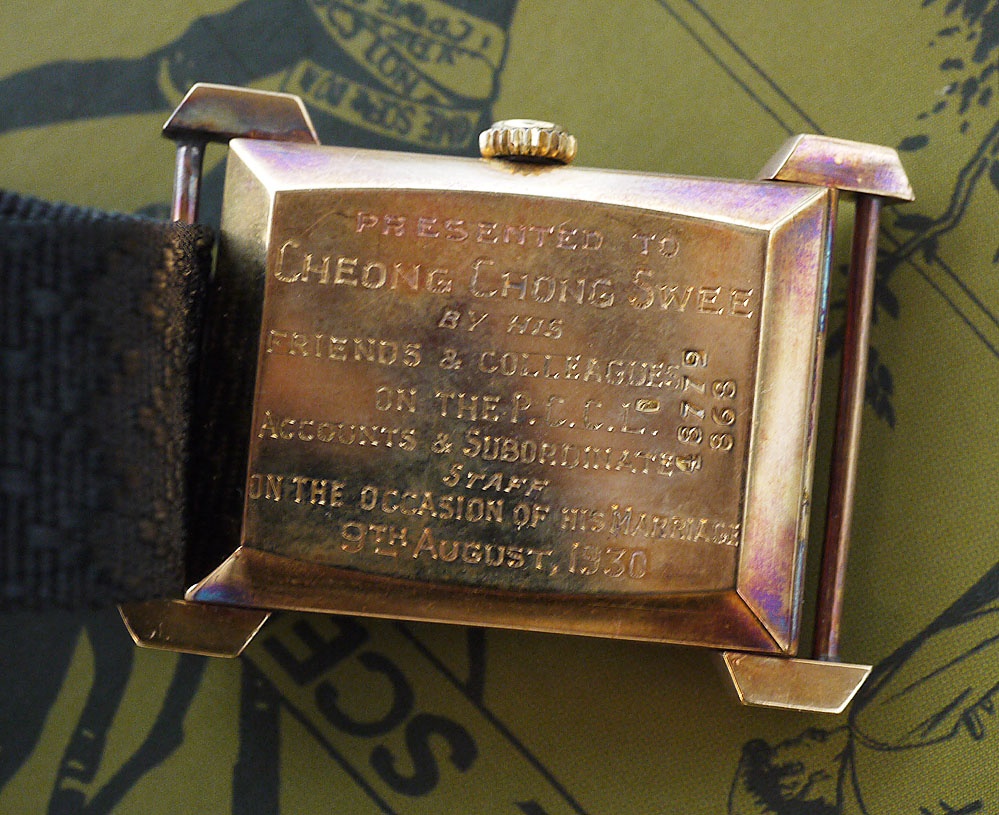 PRESENTED TO
CHEONG CHONG SWEE
BY HIS
FRIENDS & COLLEAGUES
ON THE P.C.C. LD.
ACCOUNTS & SUBORDINATE
STAFF
ON THE OCCASION OF HIS MARRIAGE
9TH AUGUST, 1930
868